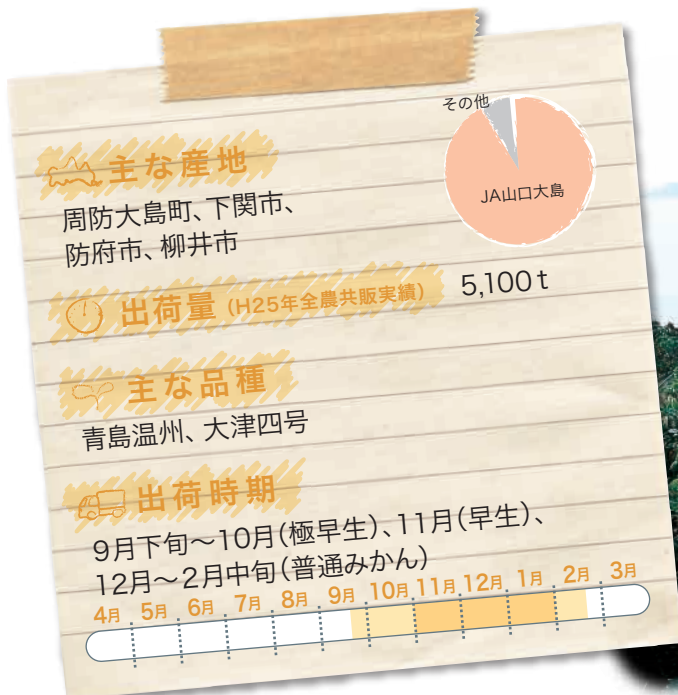 その他
JA山口大島
主な産地
周防大島町、下関市、
防府市、柳井市
出荷量 (H25年全農共販実績) 5,100t
主な品種
青島温州、大津四号
出荷時期
9月下旬～10月(極早生)、11月(早生)、
12月～2月中旬(普通みかん)
4月 5月 6月 7月 8月 9月 10月 11月 12月 1月 2月 3月